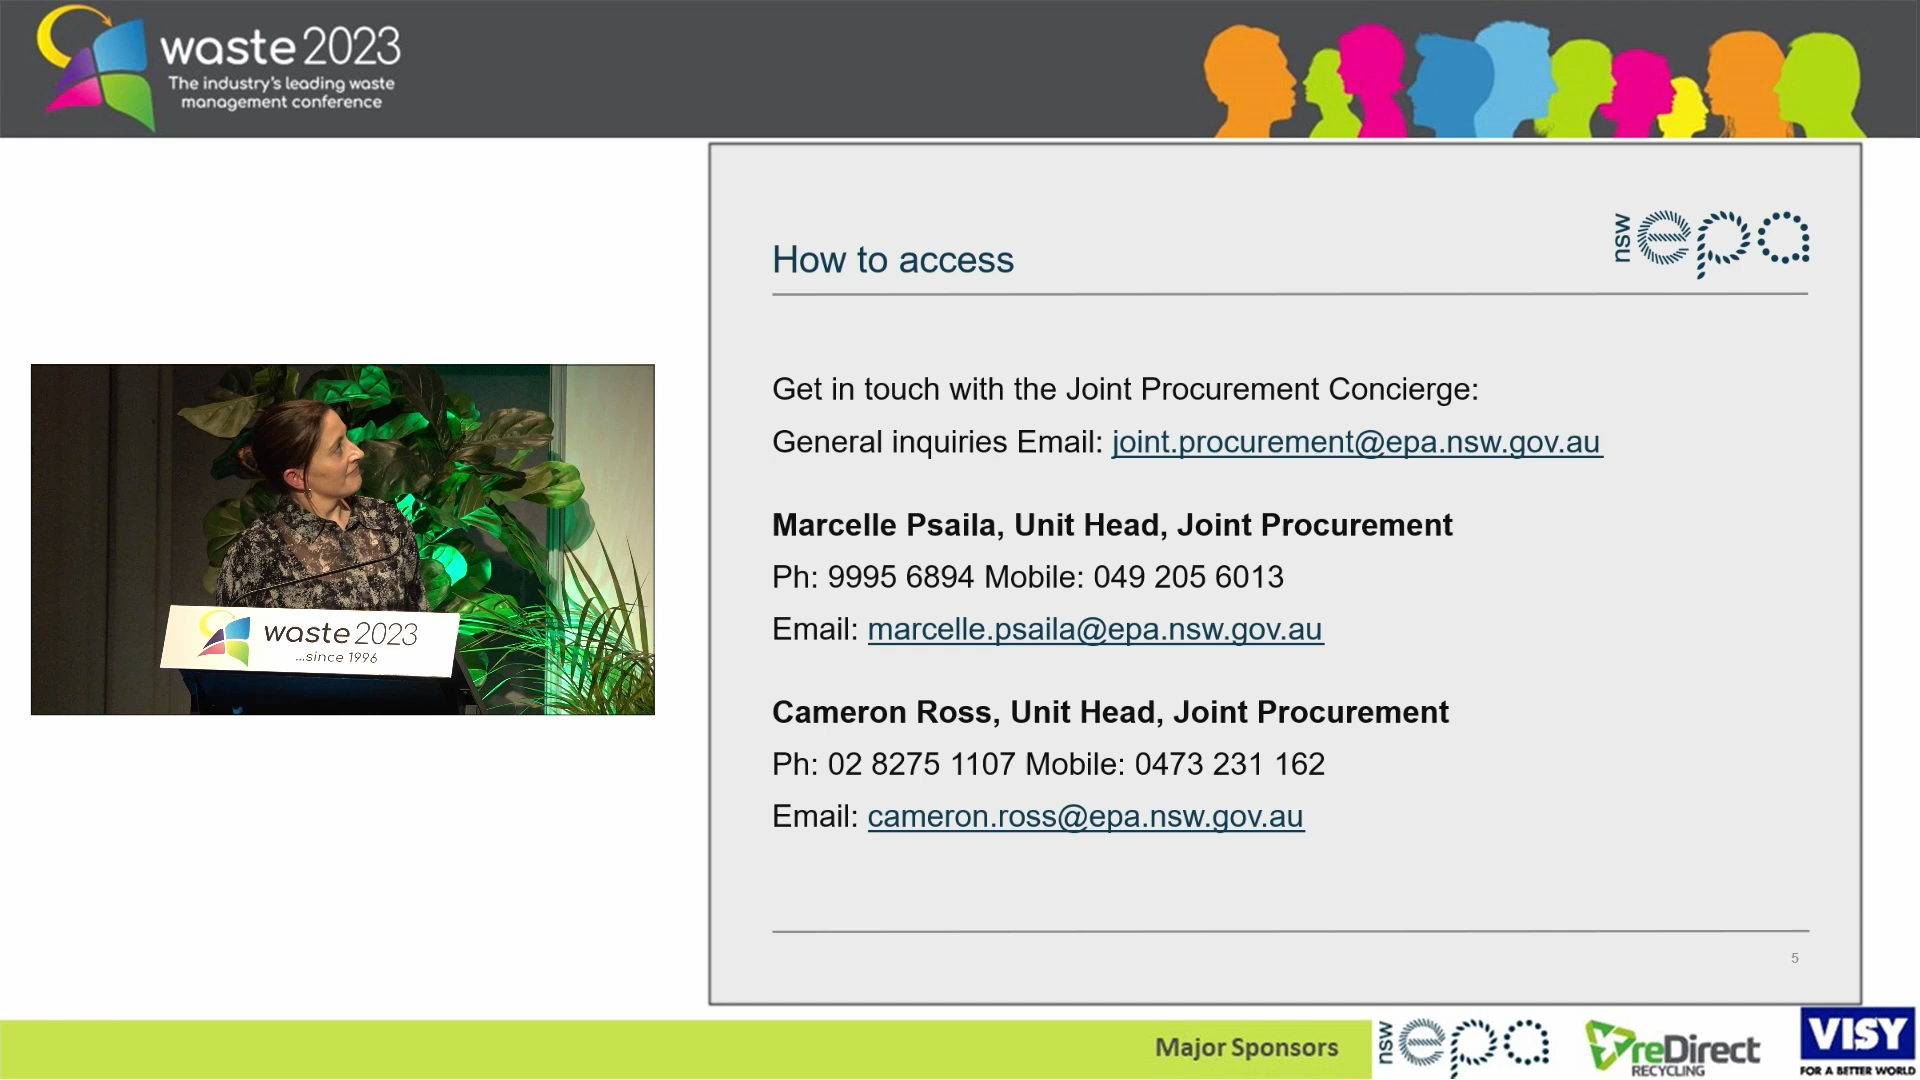 waste 2023
The industry's leading waste
management conference
nsw epa
How to access
Get in touch with the Joint Procurement Concierge:
General inquiries Email: joint.procurement@epa.nsw.gov.au
Marcelle Psaila, Unit Head, Joint Procurement
Ph: 9995 6894 Mobile: 049 205 6013
Email: marcelle.psaila@epa.nsw.gov.au
Cameron Ross, Unit Head, Joint Procurement
Ph: 02 8275 1107 Mobile: 0473 231 162
Email: cameron.ross@epa.nsw.gov.au
5
waste 2023
...since 1996
Major Sponsors
nsw epa
reDirect
RECYCLING
VISY
FOR A BETTER WORLD